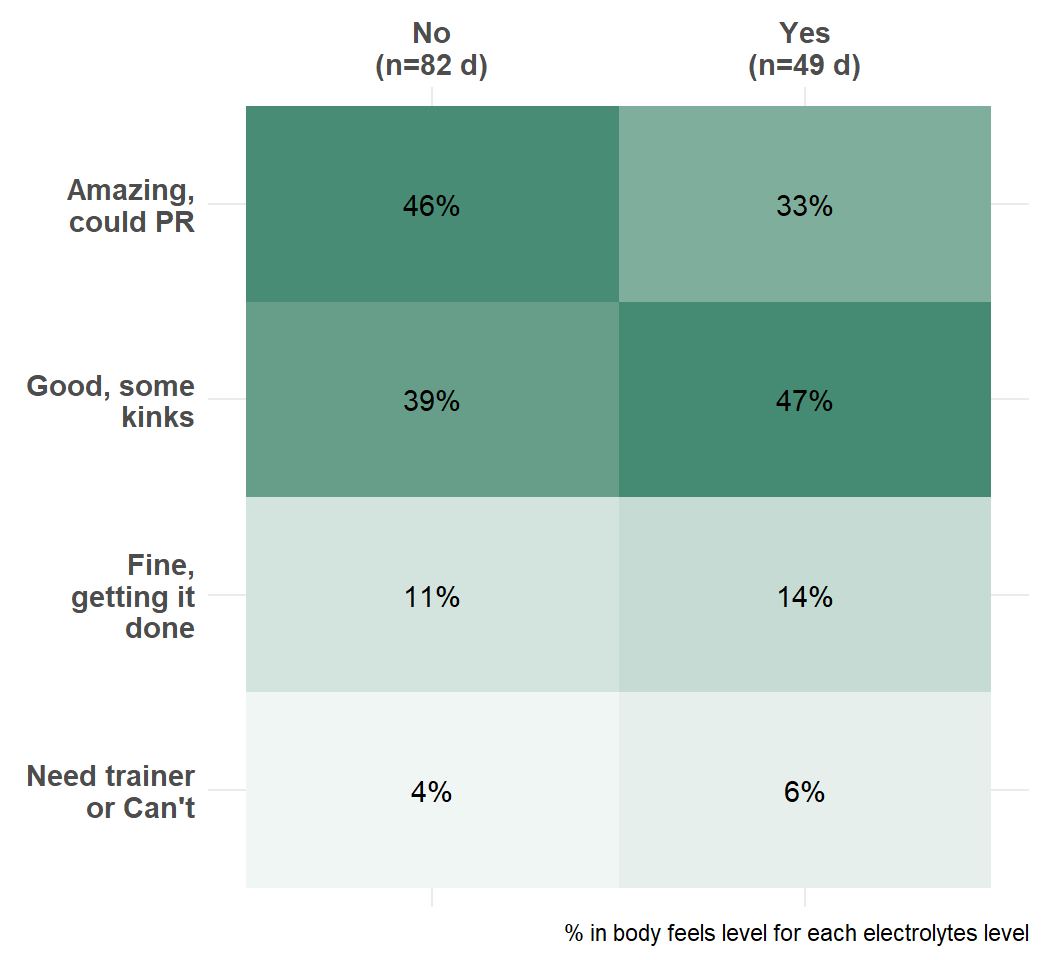 No
(n=82 d)
Yes
(n=49 d)
Amazing,
could PR
46%
33%
Good, some
kinks
39%
47%
Fine,
getting it
done
11%
14%
Need trainer
or Can't
4%
6%
% in body feels level for each electrolytes level